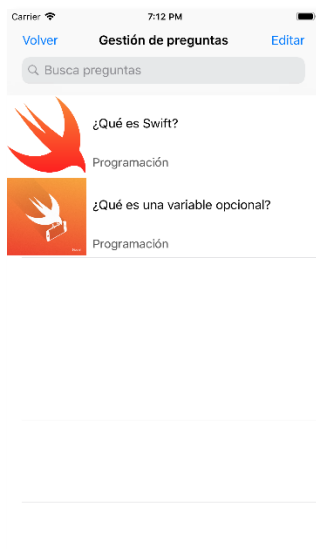 Carrier 7:12 PM
Volver Gestión de preguntas Editar
Busca preguntas
¿Qué es Swift?
Programación
¿Qué es una variable opcional?
Programación